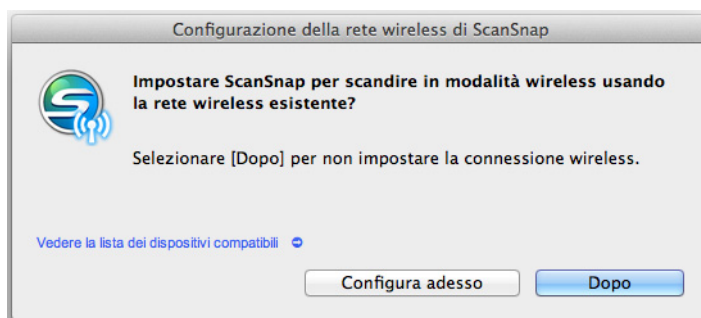 Configurazione della rete wireless di ScanSnap
Impostare ScanSnap per scandire in modalità wireless usando
la rete wireless esistente?
Selezionare [Dopo] per non impostare la connessione wireless.
Vedere la lista dei dispositivi compatibili
Configura adesso
Dopo